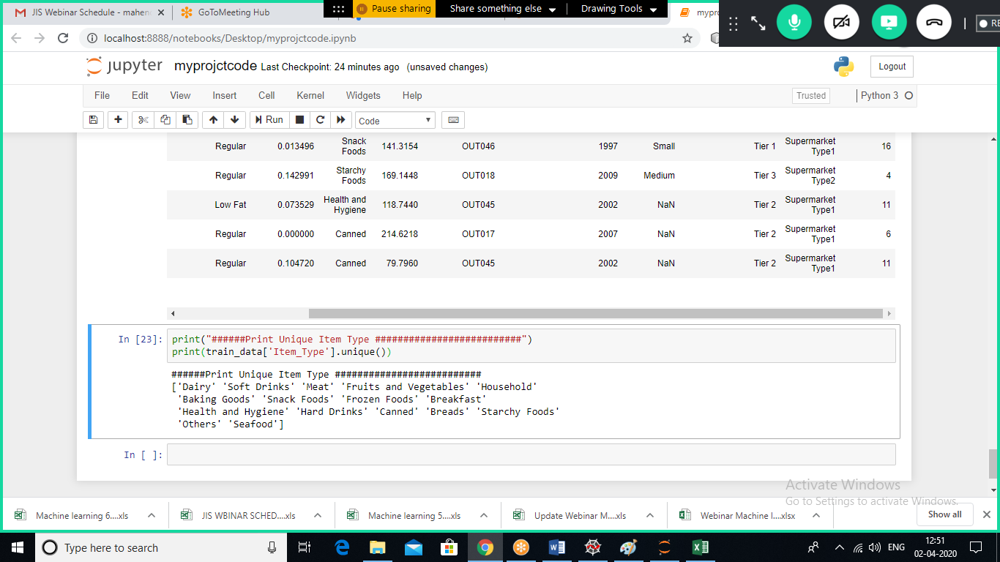 JIS Webinar Schedule - mahen
GoToMeeting Hub
Pause sharing
Share something else
Drawing Tools
mypro
RE
localhost:8888/notebooks/Desktop/myprojctcode.ipynb
jupyter myprojctcode Last Checkpoint: 24 minutes ago (unsaved changes)
Logout
File Edit View Insert Cell Kernel Widgets Help
Trusted
Python 3
Run
Code
Regular 0.013496 Snack Foods 141.3154 OUT046 1997 Small Tier 1 Supermarket Type1 16
Regular 0.142991 Starchy Foods 169.1448 OUT018 2009 Medium Tier 3 Supermarket Type2 4
Low Fat 0.073529 Health and Hygiene 118.7440 OUT045 2002 NaN Tier 2 Supermarket Type1 11
Regular 0.000000 Canned 214.6218 OUT017 2007 NaN Tier 2 Supermarket Type1 6
Regular 0.104720 Canned 79.7960 OUT045 2002 NaN Tier 2 Supermarket Type1 11
In [23]: print("######Print Unique Item Type ##########################")
print(train_data['Item_Type'].unique())
######Print Unique Item Type ##########################
['Dairy' 'Soft Drinks' 'Meat' 'Fruits and Vegetables' 'Household'
'Baking Goods' 'Snack Foods' 'Frozen Foods' 'Breakfast'
'Health and Hygiene' 'Hard Drinks' 'Canned' 'Breads' 'Starchy Foods'
'Others' 'Seafood']
In [ ]:
Activate Windows
Go to Settings to activate Windows.
Machine learning 6....xls
JIS WBINAR SCHED....xls
Machine learning 5....xls
Update Webinar M....xls
Webinar Machine l....xlsx
Show all
Type here to search
ENG
12:51
02-04-2020